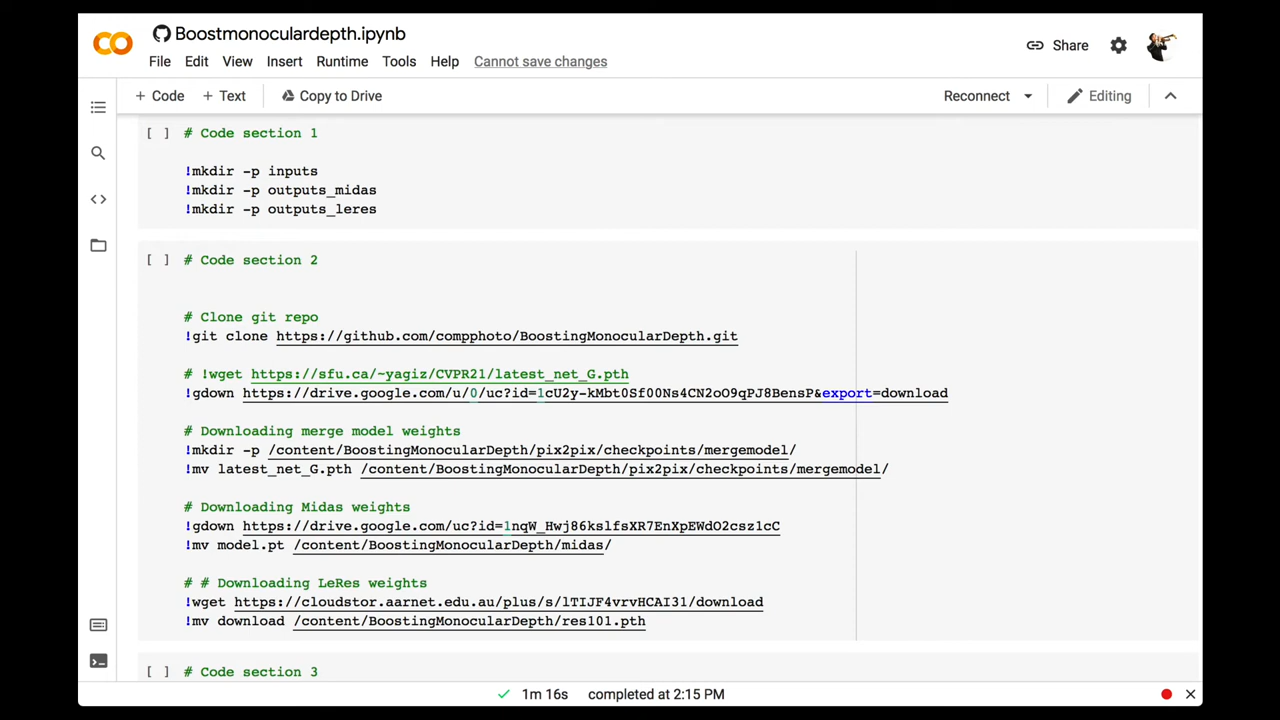 Boostmonoculardepth.ipynb
File Edit View Insert Runtime Tools Help Cannot save changes
Share
+ Code + Text Copy to Drive
Reconnect Editing
[ ] # Code section 1
!mkdir -p inputs
!mkdir -p outputs_midas
!mkdir -p outputs_leres
[ ] # Code section 2
# Clone git repo
!git clone https://github.com/compphoto/BoostingMonocularDepth.git
# !wget https://sfu.ca/~yagiz/CVPR21/latest_net_G.pth
!gdown https://drive.google.com/u/0/uc?id=1cU2y-kMbt0Sf00Ns4CN2oO9qPJ8BensP&export=download
# Downloading merge model weights
!mkdir -p /content/BoostingMonocularDepth/pix2pix/checkpoints/mergemodel/
!mv latest_net_G.pth /content/BoostingMonocularDepth/pix2pix/checkpoints/mergemodel/
# Downloading Midas weights
!gdown https://drive.google.com/uc?id=1nqW_Hwj86kslfsXR7EnXpEWdO2csz1cC
!mv model.pt /content/BoostingMonocularDepth/midas/
# # Downloading LeRes weights
!wget https://cloudstor.aarnet.edu.au/plus/s/lTIJF4vrvHCAI31/download
!mv download /content/BoostingMonocularDepth/res101.pth
[ ] # Code section 3
1m 16s completed at 2:15 PM